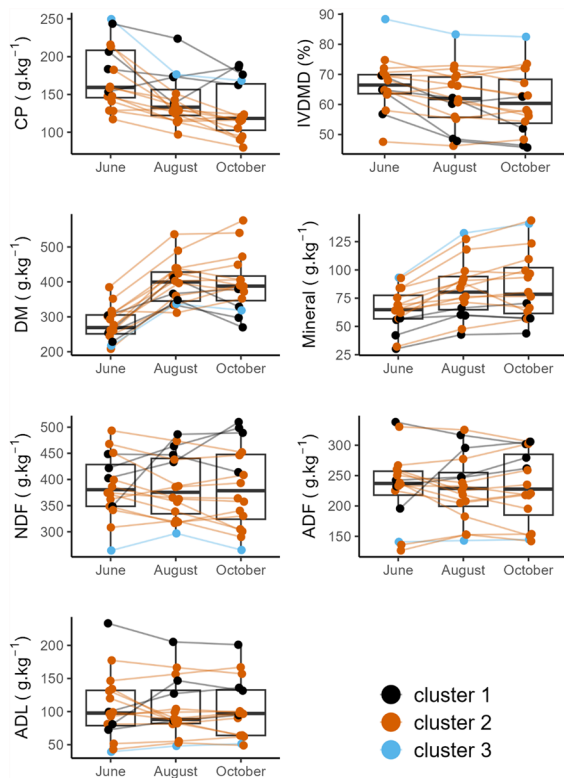 CP ( g.kg⁻¹)
250
200
150
100
June August October
IVDMD (%)
90
80
70
60
50
June August October
DM ( g.kg⁻¹)
500
400
300
200
June August October
Mineral ( g.kg⁻¹)
125
100
75
50
25
June August October
NDF ( g.kg⁻¹)
500
450
400
350
300
June August October
ADF ( g.kg⁻¹)
300
250
200
150
June August October
ADL ( g.kg⁻¹)
200
150
100
50
June August October
cluster 1
cluster 2
cluster 3